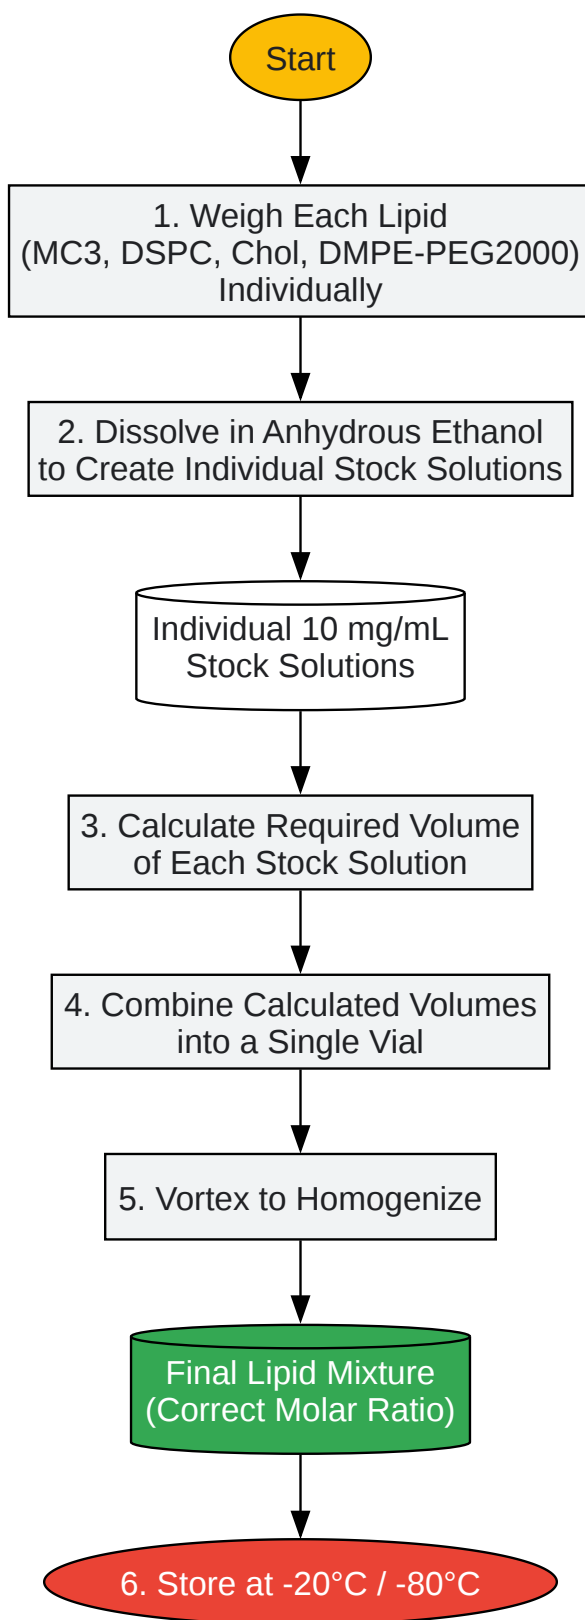 Start
1. Weigh Each Lipid
(MC3, DSPC, Chol, DMPE-PEG2000)
Individually
2. Dissolve in Anhydrous Ethanol
to Create Individual Stock Solutions
Individual 10 mg/mL
Stock Solutions
3. Calculate Required Volume
of Each Stock Solution
4. Combine Calculated Volumes
into a Single Vial
5. Vortex to Homogenize
Final Lipid Mixture
(Correct Molar Ratio)
6. Store at -20°C / -80°C